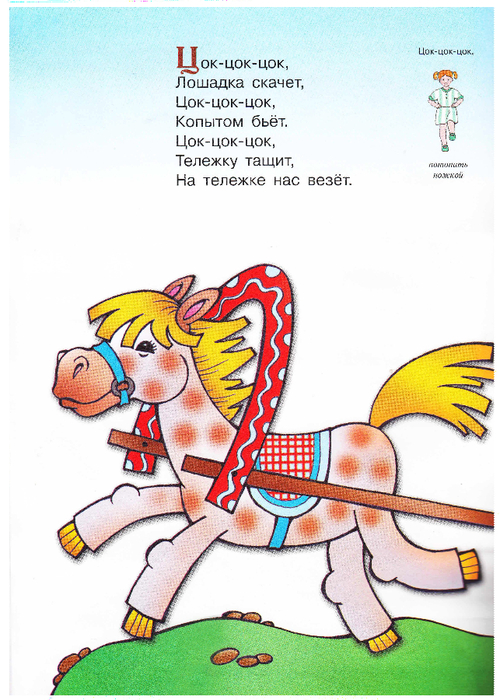 Цок-цок-цок,
Лошадка скачет,
Цок-цок-цок,
Копытом бьёт.
Цок-цок-цок,
Тележку тащит,
На тележке нас везёт.
Цок-цок-цок,
топотать
ножкой